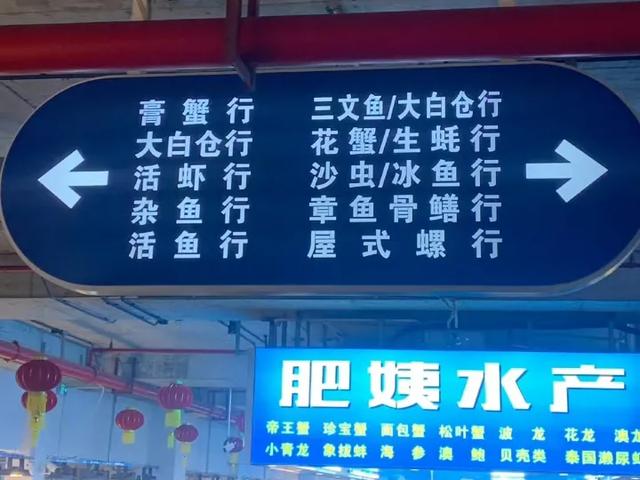 膏蟹行
大白仓行
活虾行
杂鱼行
活鱼行
三文鱼/大白仓行
花蟹/生蚝行
沙虫/冰鱼行
章鱼骨鳝行
屋式螺行
肥姨水产
帝王蟹 珍宝蟹 面包蟹 松叶蟹 波龙 花龙 澳龙
小青龙 象拔蚌 海参 澳鲍 贝壳类 泰国濑尿虾